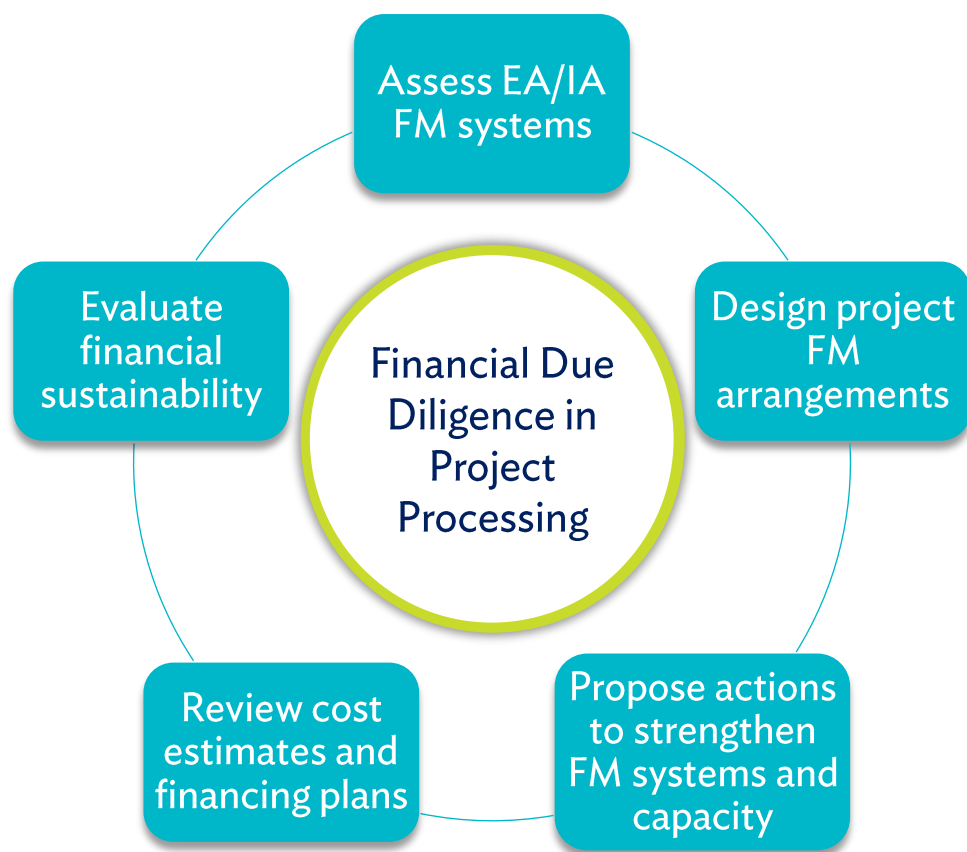 Assess EA/IA
FM systems
Design project
FM
arrangements
Propose actions
to strengthen
FM systems and
capacity
Review cost
estimates and
financing plans
Evaluate
financial
sustainability
Financial Due
Diligence in
Project
Processing